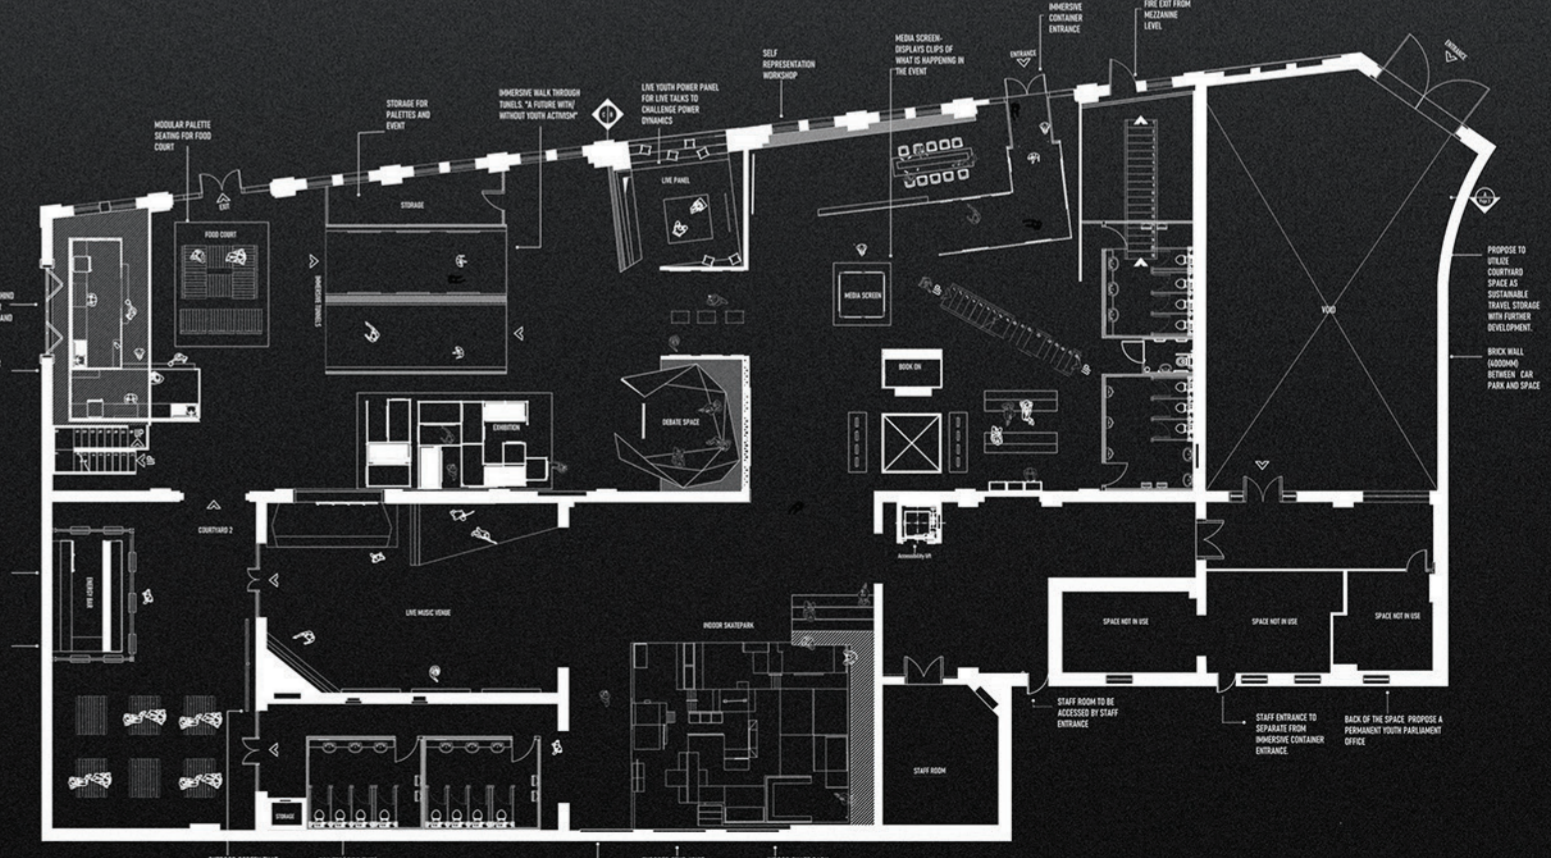 FIRE EXIT FROM
MEZZANINE
LEVEL
IMMERSIVE
CONTAINER
ENTRANCE
MEDIA SCREEN-
DISPLAYS CLIPS OF
WHAT IS HAPPENING IN
THE EVENT
ENTRANCE
ENTRANCE
SELF
REPRESENTATION
WORKSHOP
LIVE YOUTH POWER PANEL
FOR LIVE TALKS TO
CHALLENGE POWER
DYNAMICS
IMMERSIVE WALK THROUGH
TUNELS. "A FUTURE WITH/
WITHOUT YOUTH ACTIVISM"
STORAGE FOR
PALETTES AND
EVENT
MODULAR PALETTE
SEATING FOR FOOD
COURT
EXIT
STORAGE
LIVE PANEL
FOOD COURT
IMMERSIVE TUNNELS
MEDIA SCREEN
VOID
PROPOSE TO
UTILIZE
COURTYARD
SPACE AS
SUSTAINABLE
TRAVEL STORAGE
WITH FURTHER
DEVELOPMENT.
BRICK WALL
(4000MM)
BETWEEN CAR
PARK AND SPACE
BOOK ON
EXHIBITION
DEBATE SPACE
COURTYARD 2
Accessibility lift
ENERGY BAR
LIVE MUSIC VENUE
INDOOR SKATEPARK
SPACE NOT IN USE
SPACE NOT IN USE
SPACE NOT IN USE
STAFF ROOM TO BE
ACCESSED BY STAFF
ENTRANCE
STAFF ENTRANCE TO
SEPARATE FROM
IMMERSIVE CONTAINER
ENTRANCE.
BACK OF THE SPACE PROPOSE A
PERMANENT YOUTH PARLIAMENT
OFFICE
STAFF ROOM
STORAGE